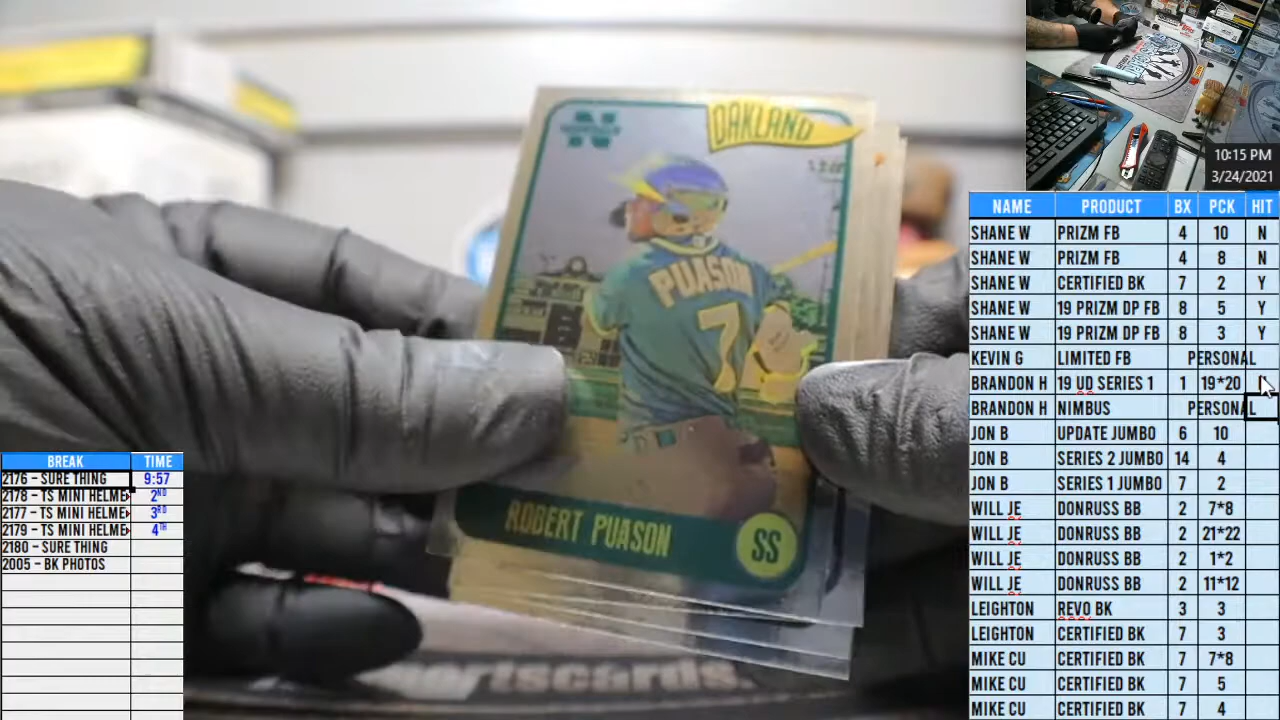 OAKLAND
N
PUASON
7
ROBERT PUASON
SS
10:15 PM
3/24/2021
NAME PRODUCT BX PCK HIT
SHANE W PRIZM FB 4 10 N
SHANE W PRIZM FB 4 8 N
SHANE W CERTIFIED BK 7 2 Y
SHANE W 19 PRIZM DP FB 8 5 Y
SHANE W 19 PRIZM DP FB 8 3 Y
KEVIN G LIMITED FB PERSONAL
BRANDON H 19 UD SERIES 1 1 19*20
BRANDON H NIMBUS PERSONAL
JON B UPDATE JUMBO 6 10
JON B SERIES 2 JUMBO 14 4
JON B SERIES 1 JUMBO 7 2
WILL JE DONRUSS BB 2 7*8
WILL JE DONRUSS BB 2 21*22
WILL JE DONRUSS BB 2 1*2
WILL JE DONRUSS BB 2 11*12
LEIGHTON REVO BK 3 3
LEIGHTON CERTIFIED BK 7 3
MIKE CU CERTIFIED BK 7 7*8
MIKE CU CERTIFIED BK 7 5
MIKE CU CERTIFIED BK 7 4
BREAK TIME
2176 - SURE THING 9:57
2178 - TS MINI HELME 2ND
2177 - TS MINI HELME 3RD
2179 - TS MINI HELME 4TH
2180 - SURE THING
2005 - BK PHOTOS